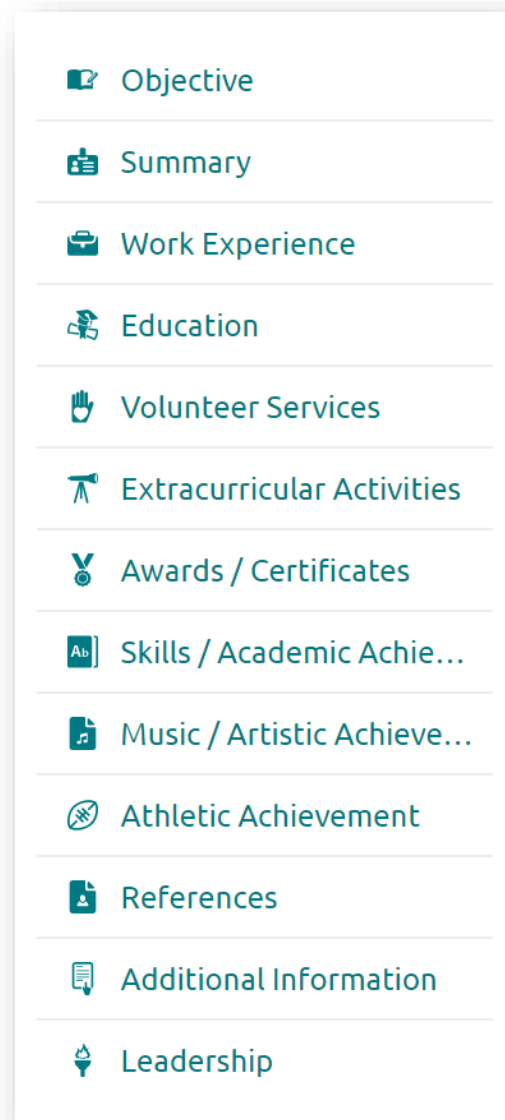 Objective
Summary
Work Experience
Education
Volunteer Services
Extracurricular Activities
Awards / Certificates
Ab
Skills / Academic Achie...
Music / Artistic Achieve...
Athletic Achievement
References
Additional Information
Leadership